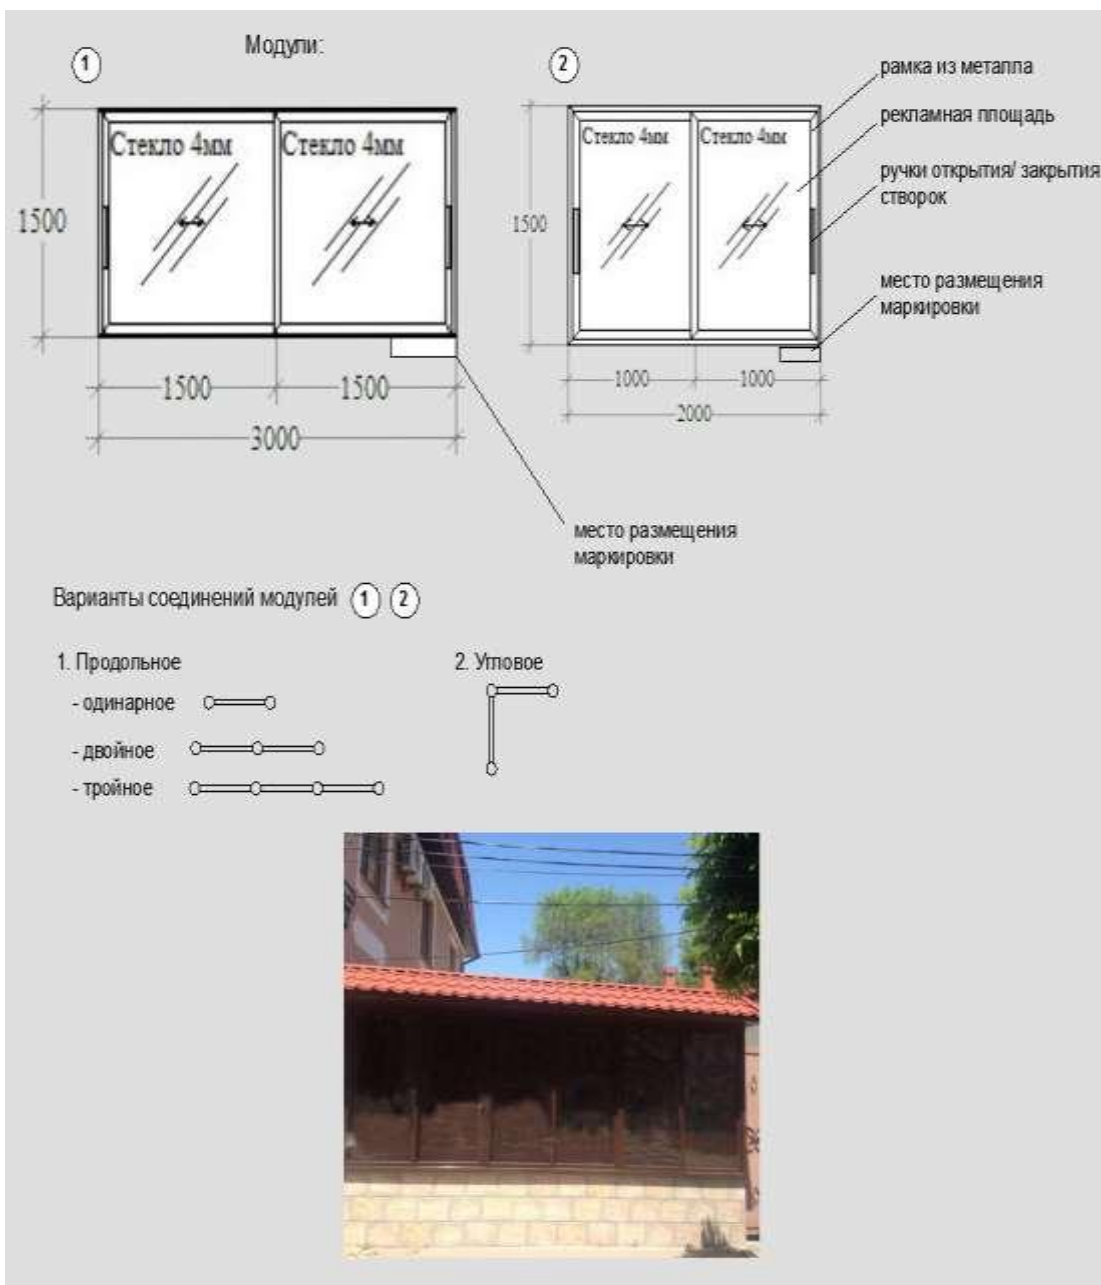 Модули:
1
2
Стекло 4мм
Стекло 4мм
1500
1500
1500
3000
Стекло 4мм
Стекло 4мм
1500
1000
1000
2000
рамка из металла
рекламная площадь
ручки открытия/ закрытия
створок
место размещения
маркировки
место размещения
маркировки
Варианты соединений модулей 1 2
1. Продольное
- одинарное
- двойное
- тройное
2. Угловое